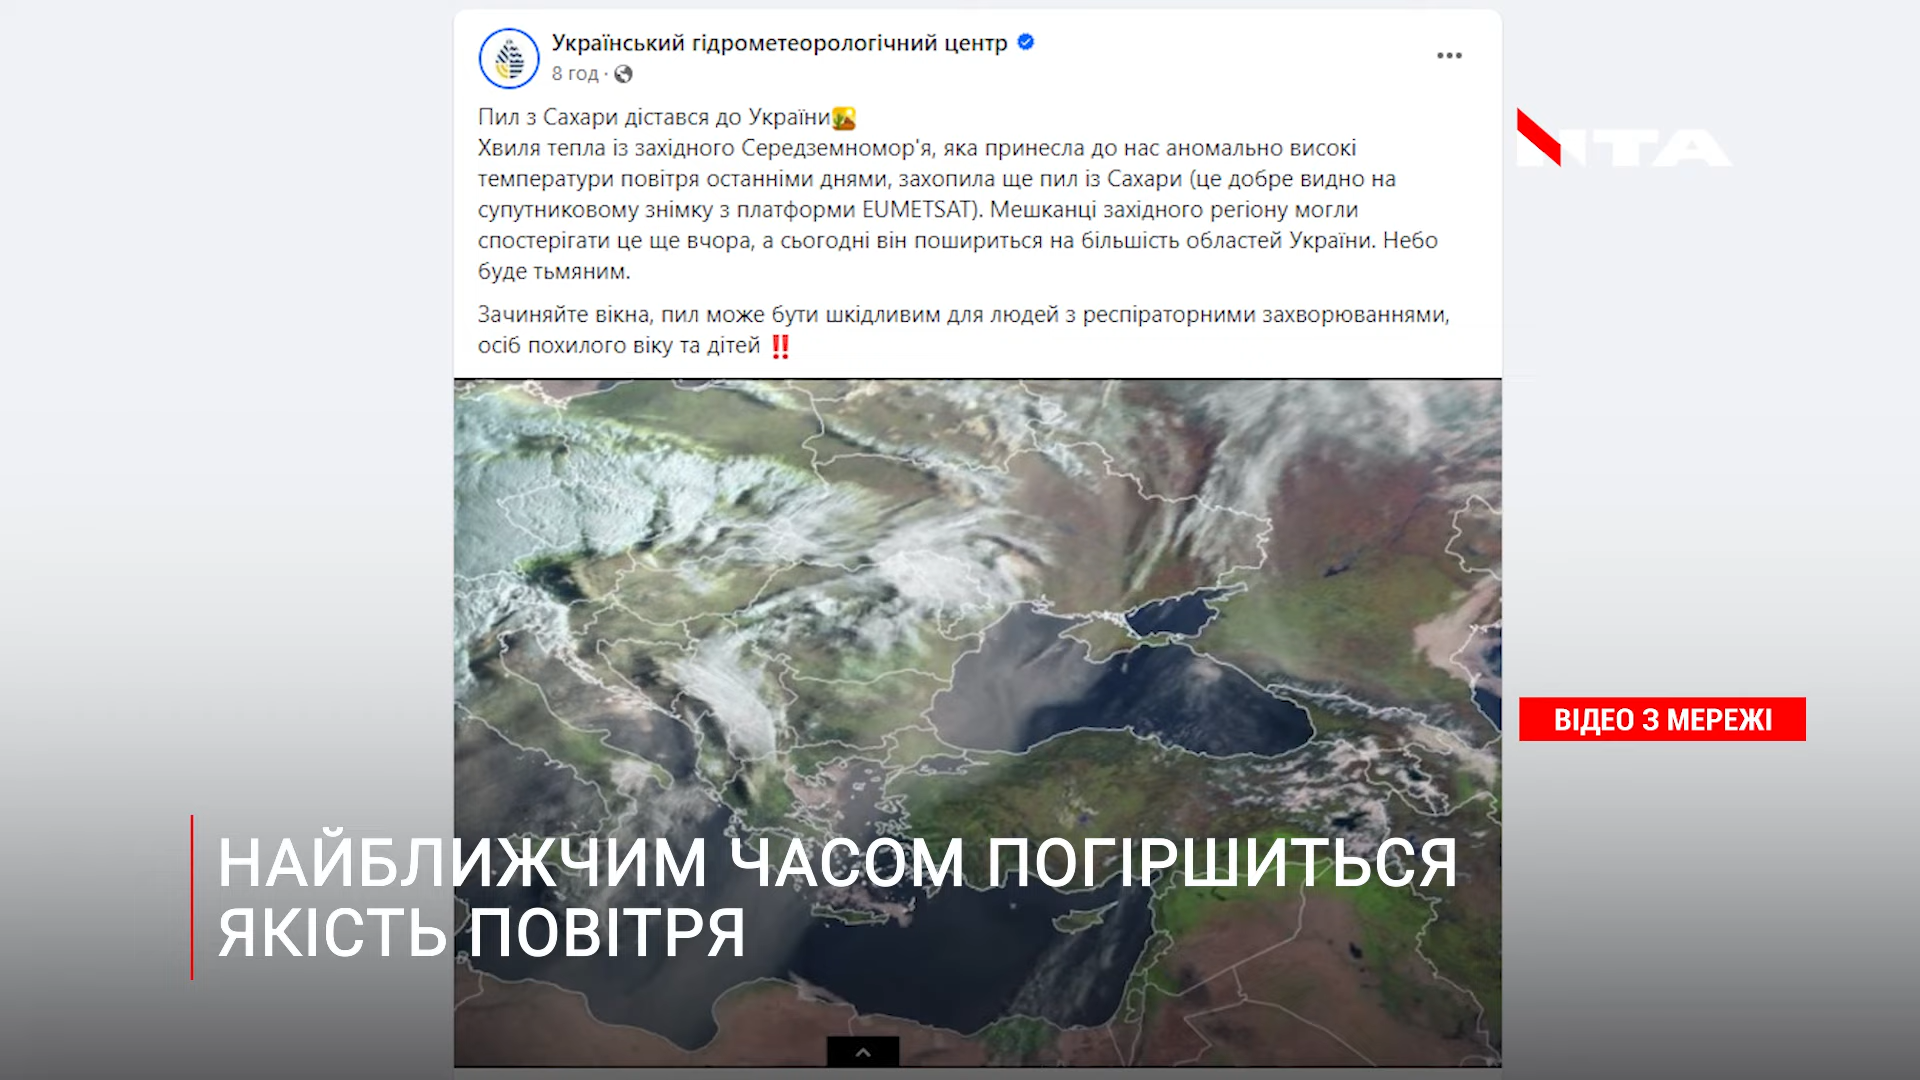 Український гідрометеорологічний центр
8 год ·
Пил з Сахари дістався до України
Хвиля тепла із західного Середземномор'я, яка принесла до нас аномально високі
температури повітря останніми днями, захопила ще пил із Сахари (це добре видно на
супутниковому знімку з платформи EUMETSAT). Мешканці західного регіону могли
спостерігати це ще вчора, а сьогодні він пошириться на більшість областей України. Небо
буде тьмяним.
Зачиняйте вікна, пил може бути шкідливим для людей з респіраторними захворюваннями,
осіб похилого віку та дітей ‼️
NTA
ВІДЕО З МЕРЕЖІ
НАЙБЛИЖЧИМ ЧАСОМ ПОГІРШИТЬСЯ
ЯКІСТЬ ПОВІТРЯ